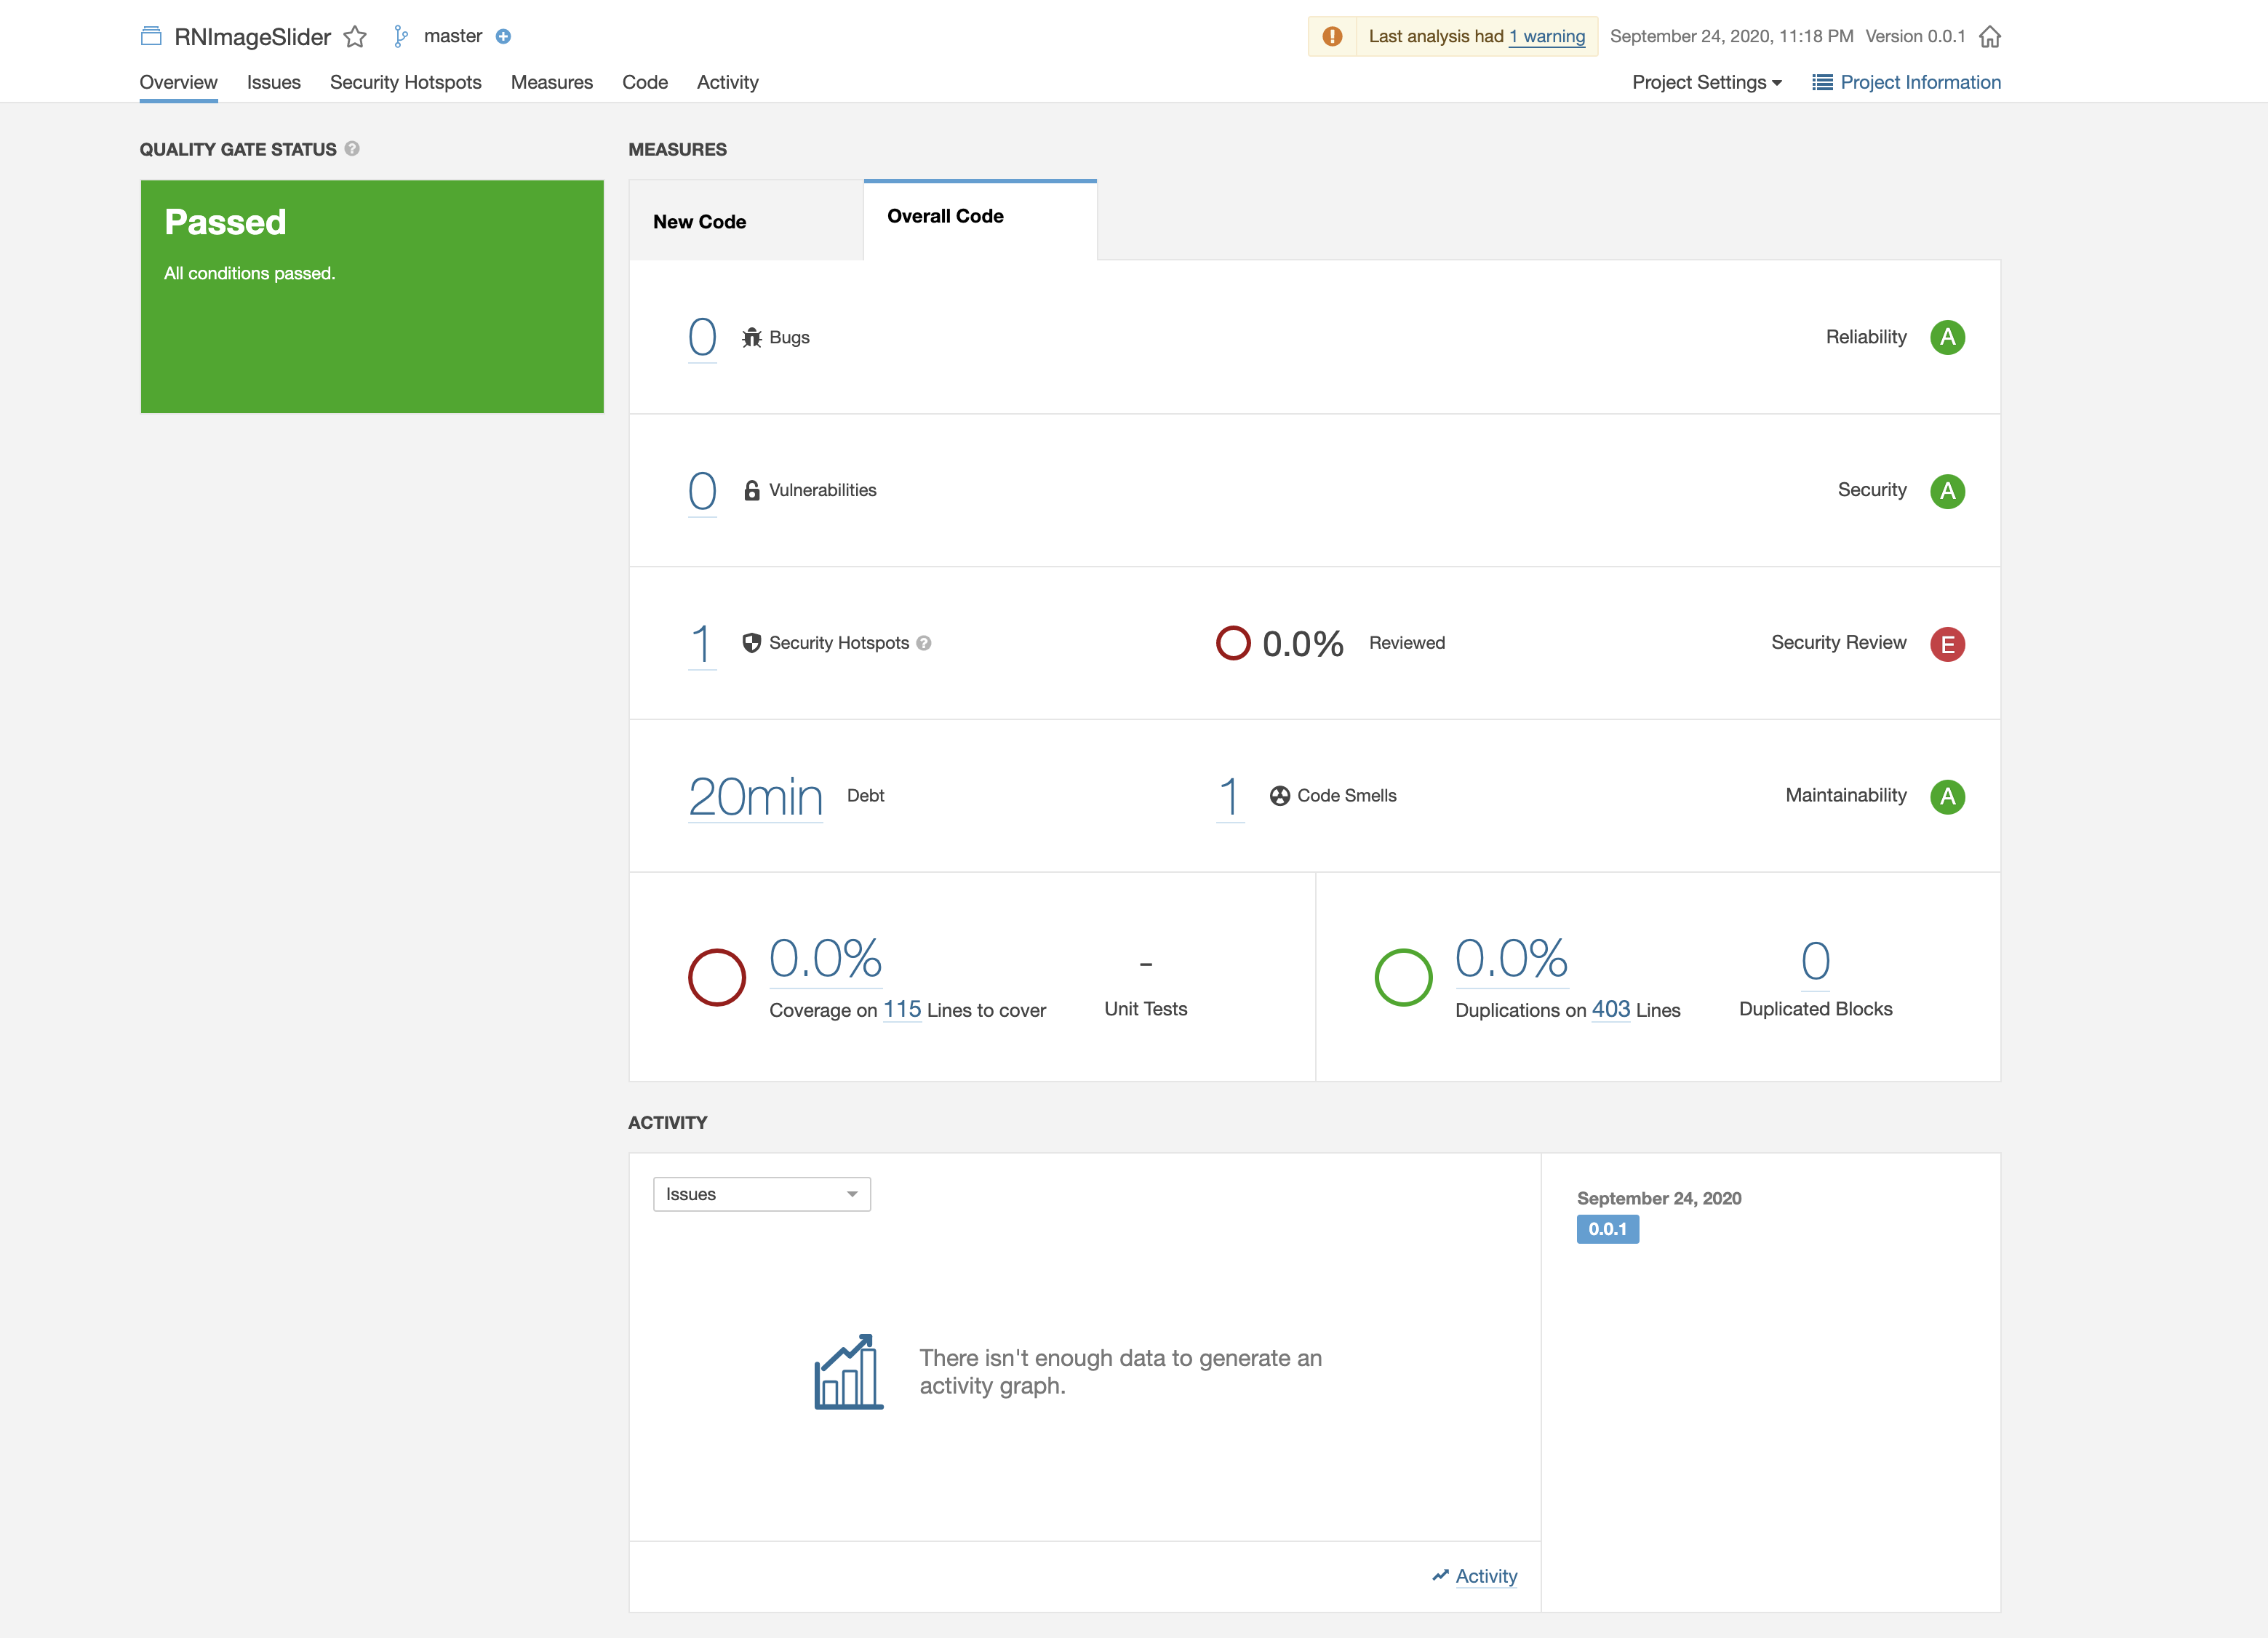 RNImageSlider master
Last analysis had 1 warning September 24, 2020, 11:18 PM Version 0.0.1
Overview Issues Security Hotspots Measures Code Activity
Project Settings Project Information
QUALITY GATE STATUS ?
Passed
All conditions passed.
MEASURES
New Code Overall Code
0 Bugs Reliability A
0 Vulnerabilities Security A
1 Security Hotspots ? 0.0% Reviewed Security Review E
20min Debt 1 Code Smells Maintainability A
0.0%
Coverage on 115 Lines to cover
–
Unit Tests
0.0%
Duplications on 403 Lines
0
Duplicated Blocks
ACTIVITY
Issues
There isn't enough data to generate an
activity graph.
Activity
September 24, 2020
0.0.1